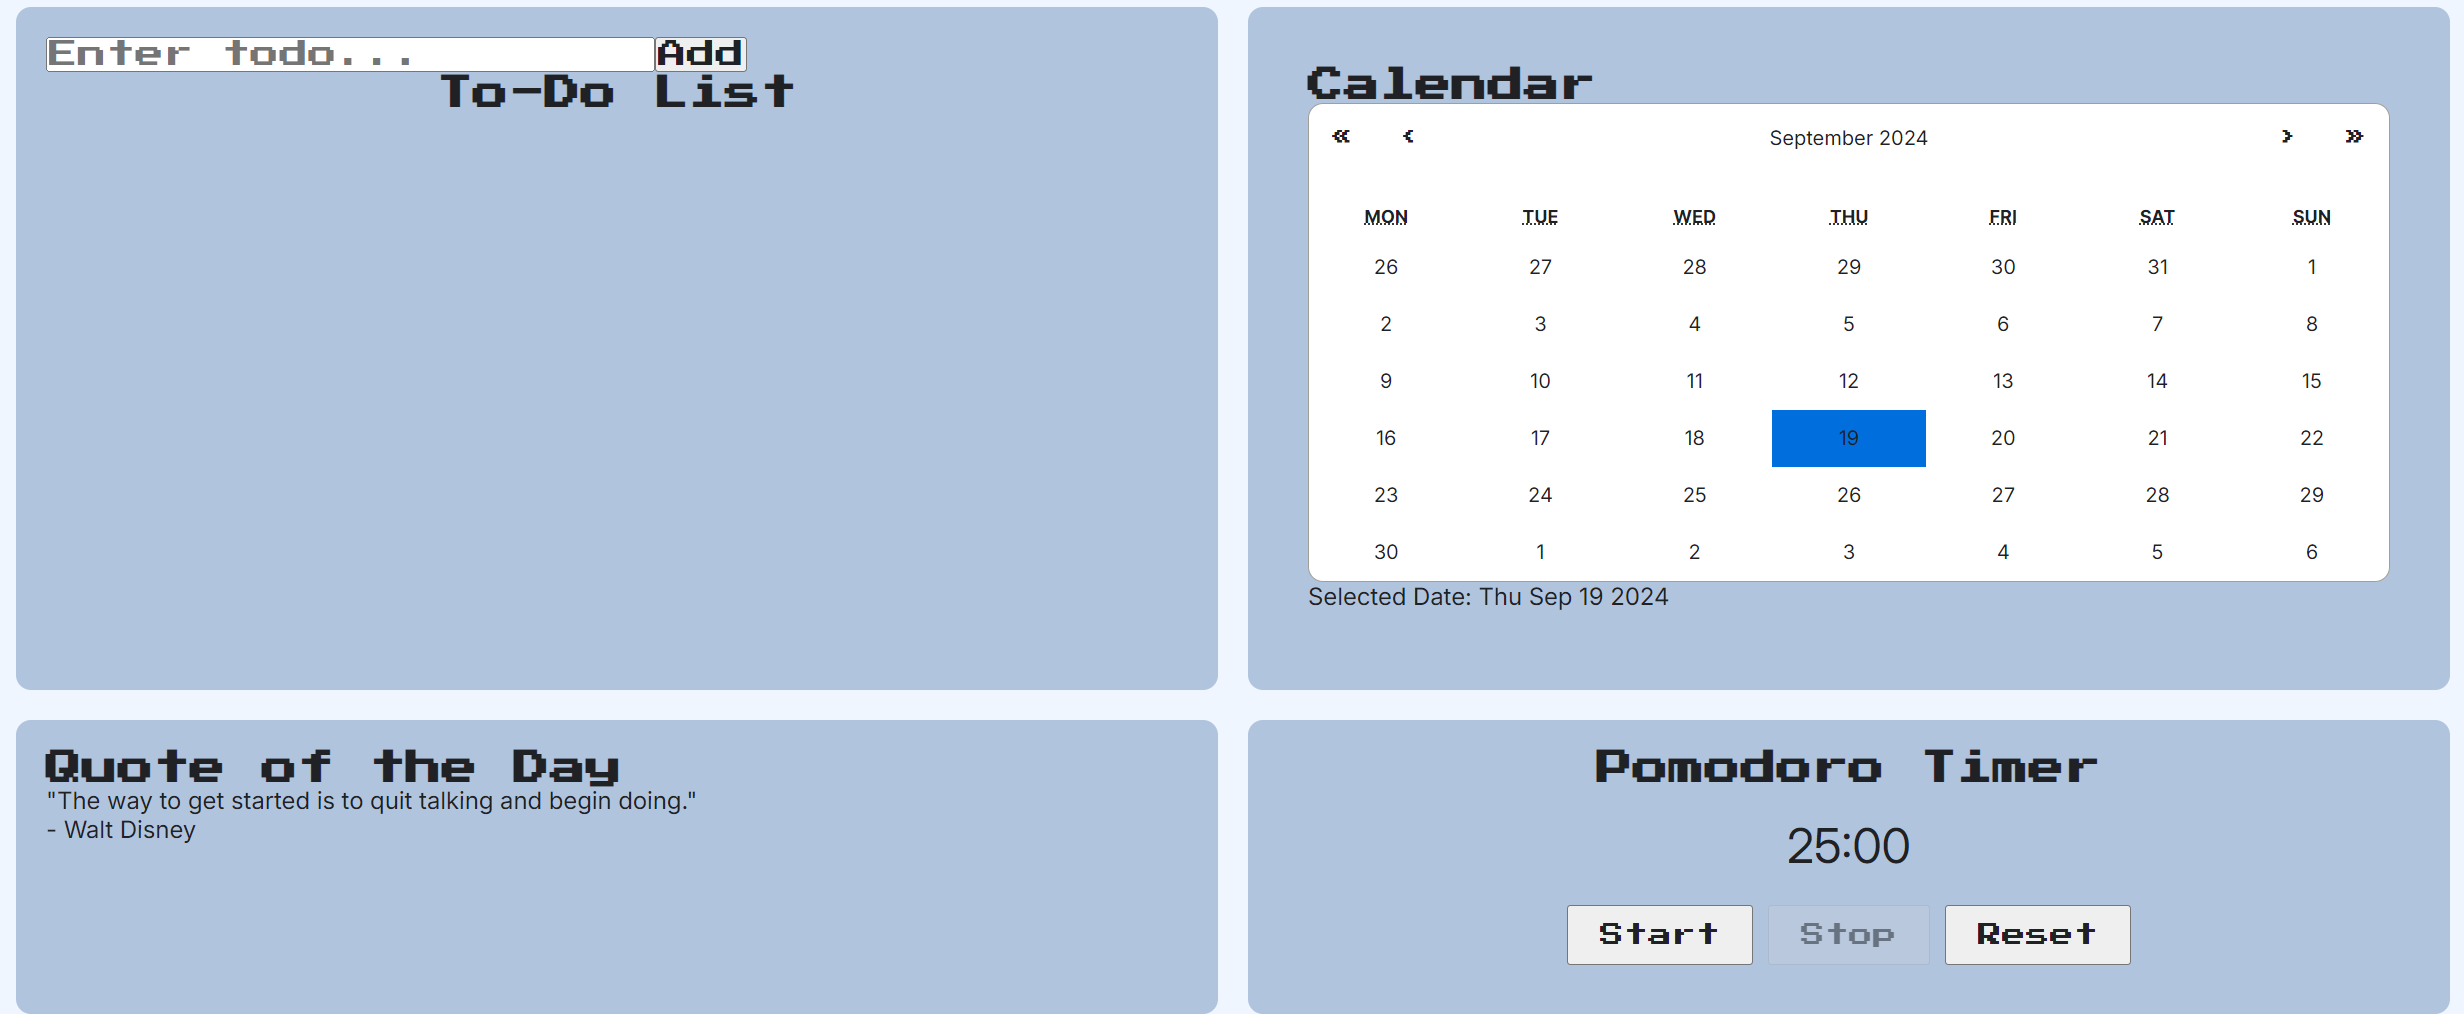 Enter todo... Add
To-Do List
Calendar
« ‹ September 2024 › »
MON TUE WED THU FRI SAT SUN
26 27 28 29 30 31 1
2 3 4 5 6 7 8
9 10 11 12 13 14 15
16 17 18 19 20 21 22
23 24 25 26 27 28 29
30 1 2 3 4 5 6
Selected Date: Thu Sep 19 2024
Quote of the Day
"The way to get started is to quit talking and begin doing."
- Walt Disney
Pomodoro Timer
25:00
Start Stop Reset